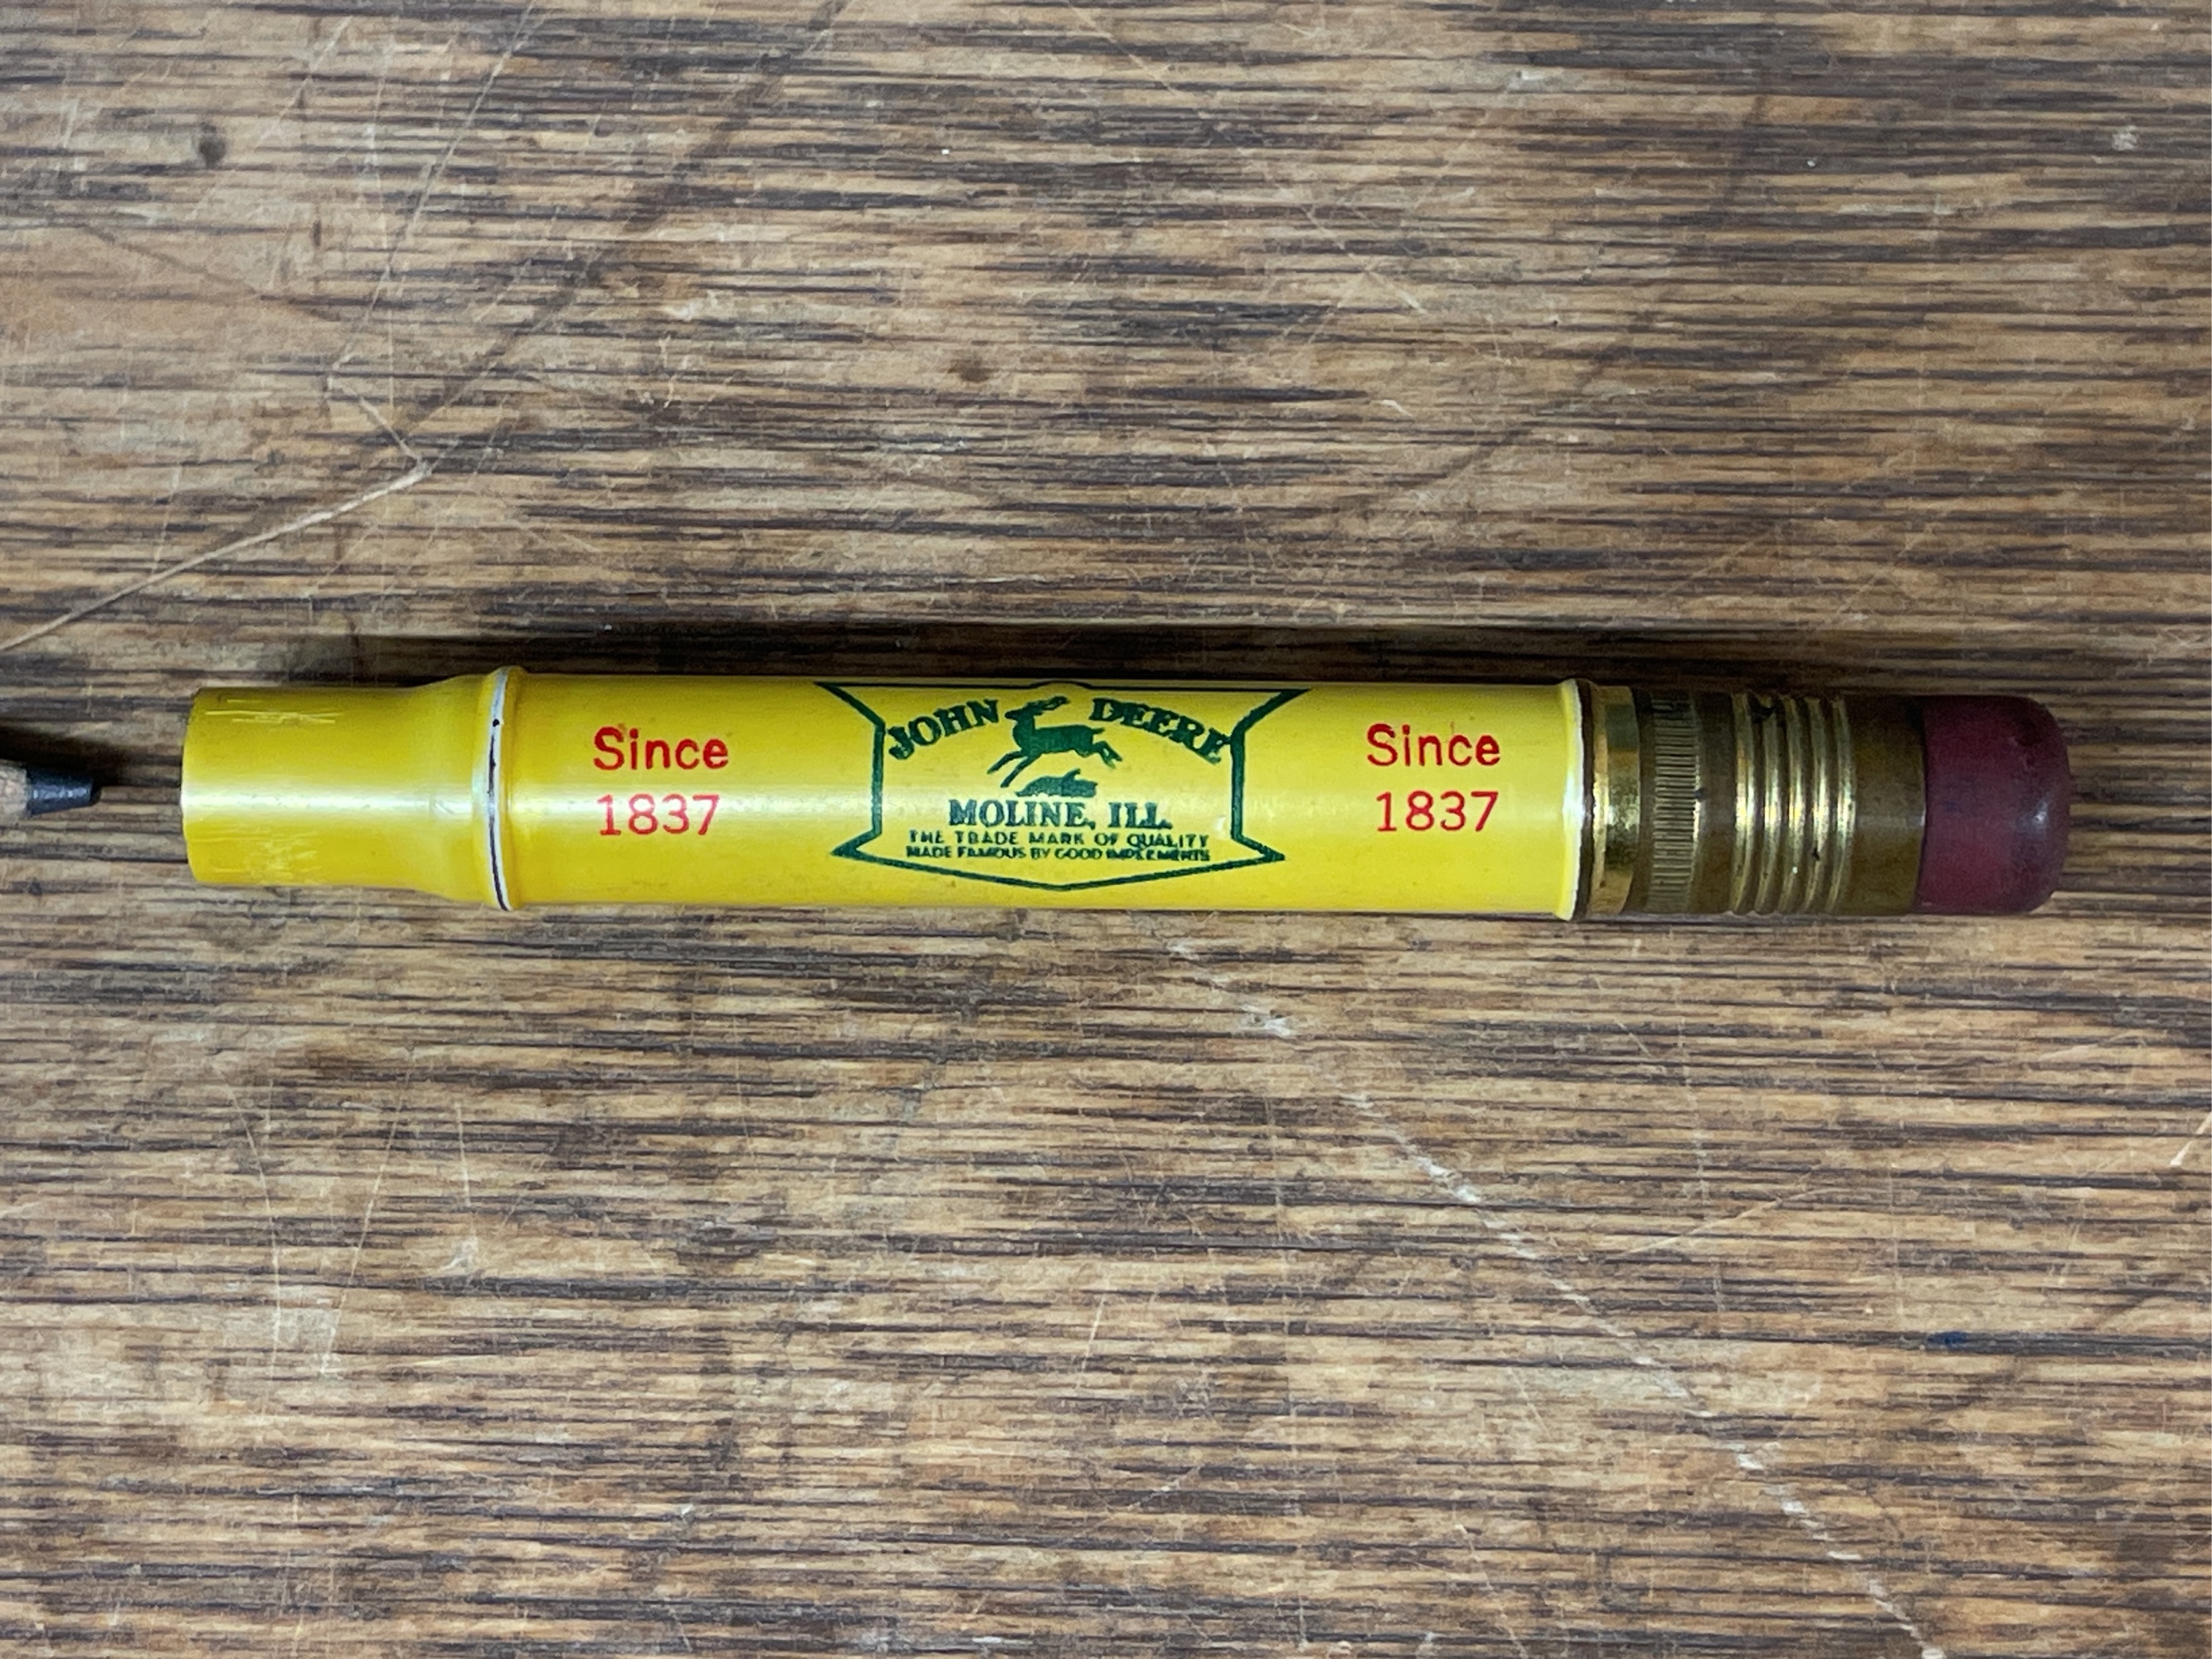 Since
1837
JOHN DEERE
MOLINE, ILL.
THE TRADE MARK OF QUALITY
MADE FAMOUS BY GOOD IMPLEMENTS
Since
1837